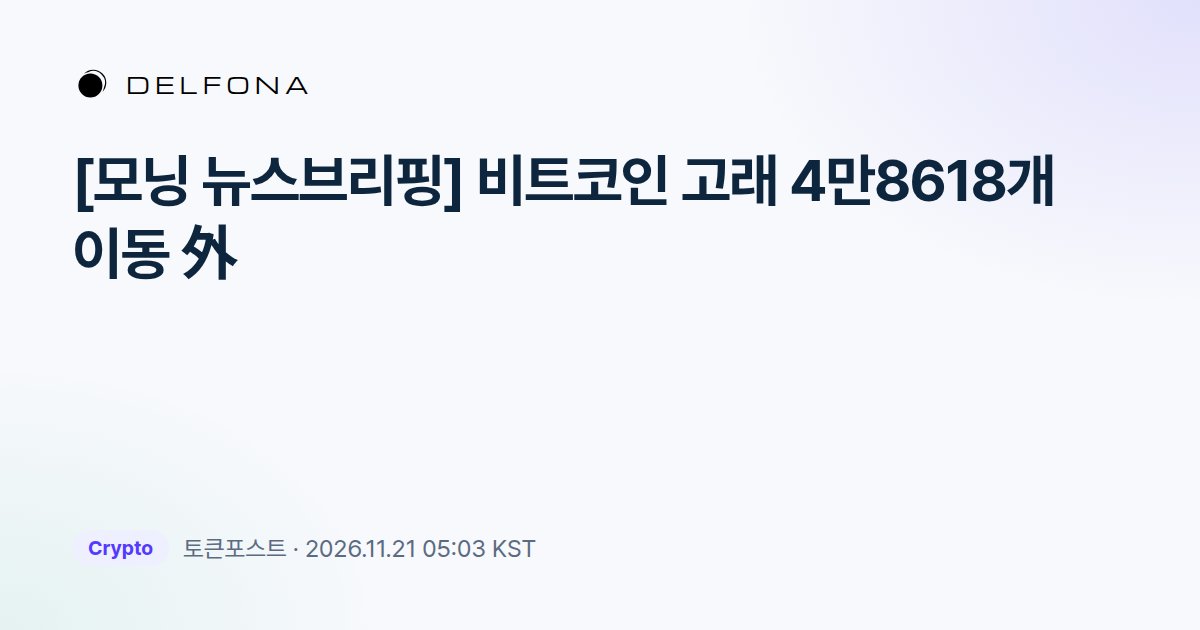 DELFONA
[모닝 뉴스브리핑] 비트코인 고래 4만8618개
이동 外
Crypto 토큰포스트 · 2026.11.21 05:03 KST